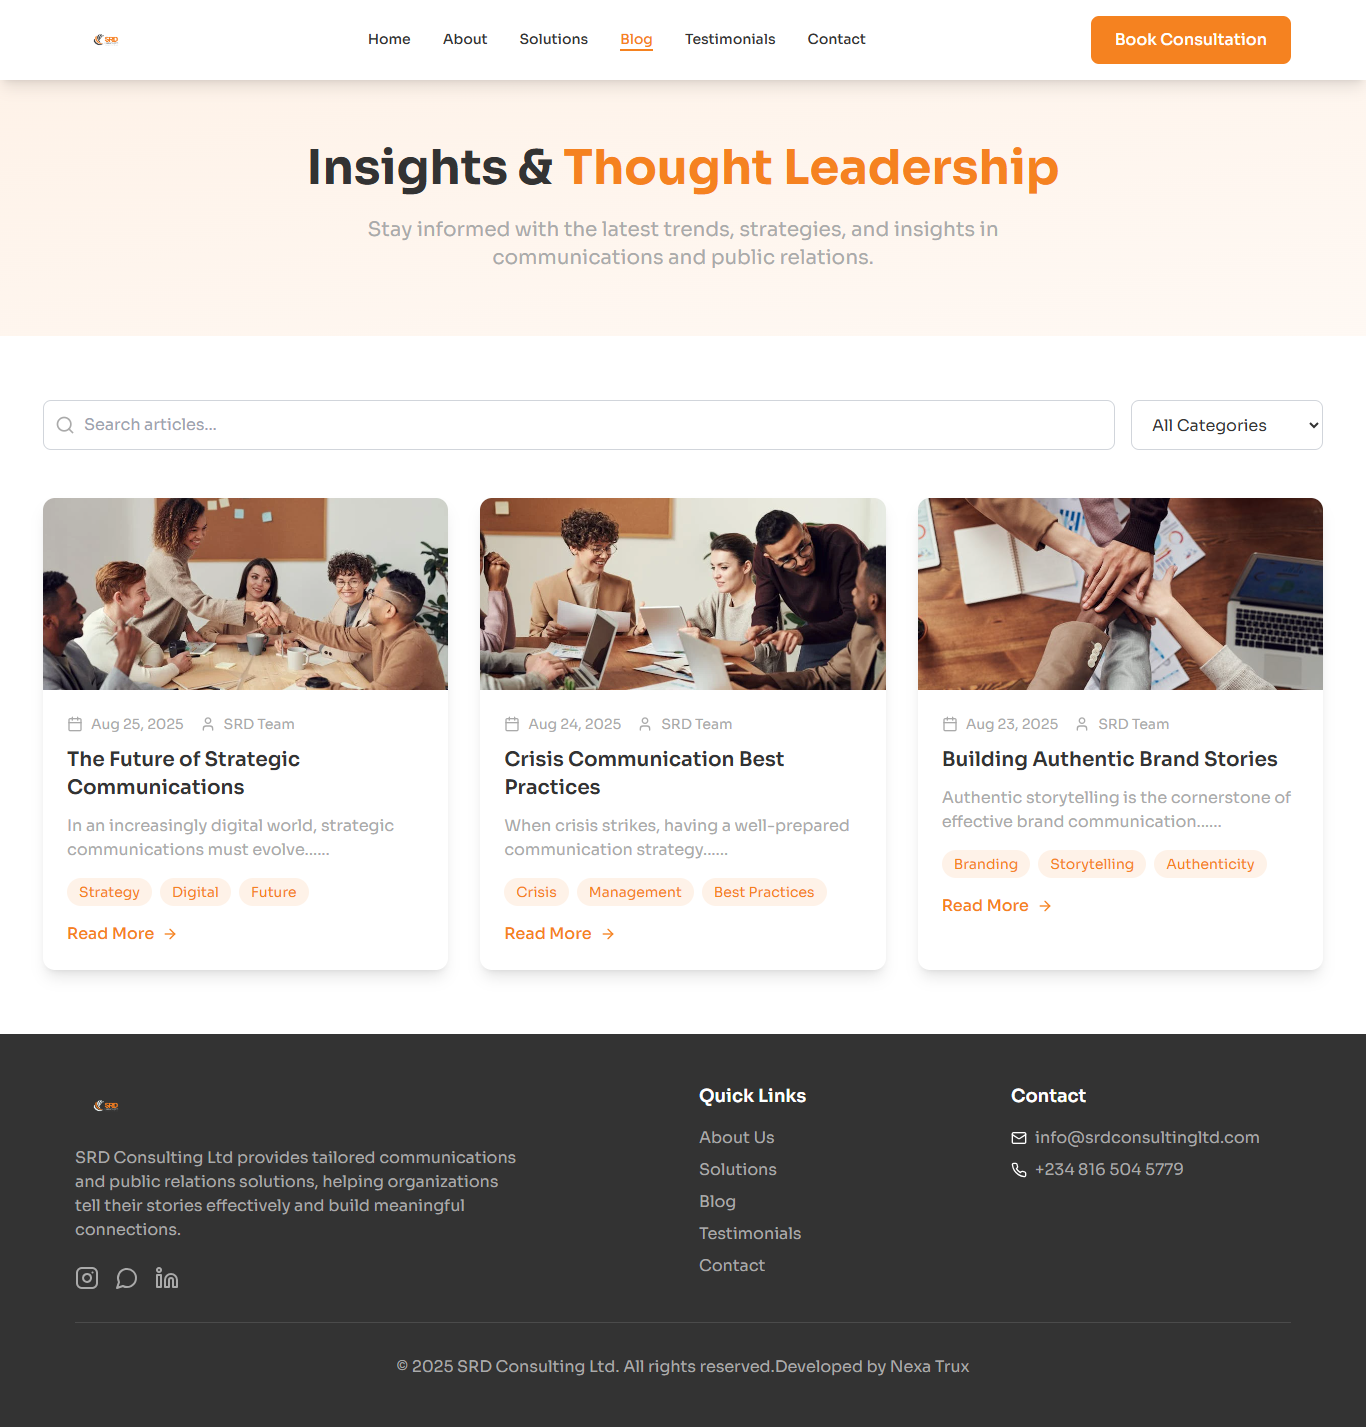 SRD
Home About Solutions Blog Testimonials Contact Book Consultation
Insights & Thought Leadership
Stay informed with the latest trends, strategies, and insights in
communications and public relations.
Search articles...
All Categories
Aug 25, 2025 SRD Team
The Future of Strategic
Communications
In an increasingly digital world, strategic
communications must evolve......
Strategy Digital Future
Read More
Aug 24, 2025 SRD Team
Crisis Communication Best
Practices
When crisis strikes, having a well-prepared
communication strategy......
Crisis Management Best Practices
Read More
Aug 23, 2025 SRD Team
Building Authentic Brand Stories
Authentic storytelling is the cornerstone of
effective brand communication......
Branding Storytelling Authenticity
Read More
SRD
SRD Consulting Ltd provides tailored communications
and public relations solutions, helping organizations
tell their stories effectively and build meaningful
connections.
Quick Links
About Us
Solutions
Blog
Testimonials
Contact
Contact
info@srdconsultingltd.com
+234 816 504 5779
© 2025 SRD Consulting Ltd. All rights reserved.Developed by Nexa Trux